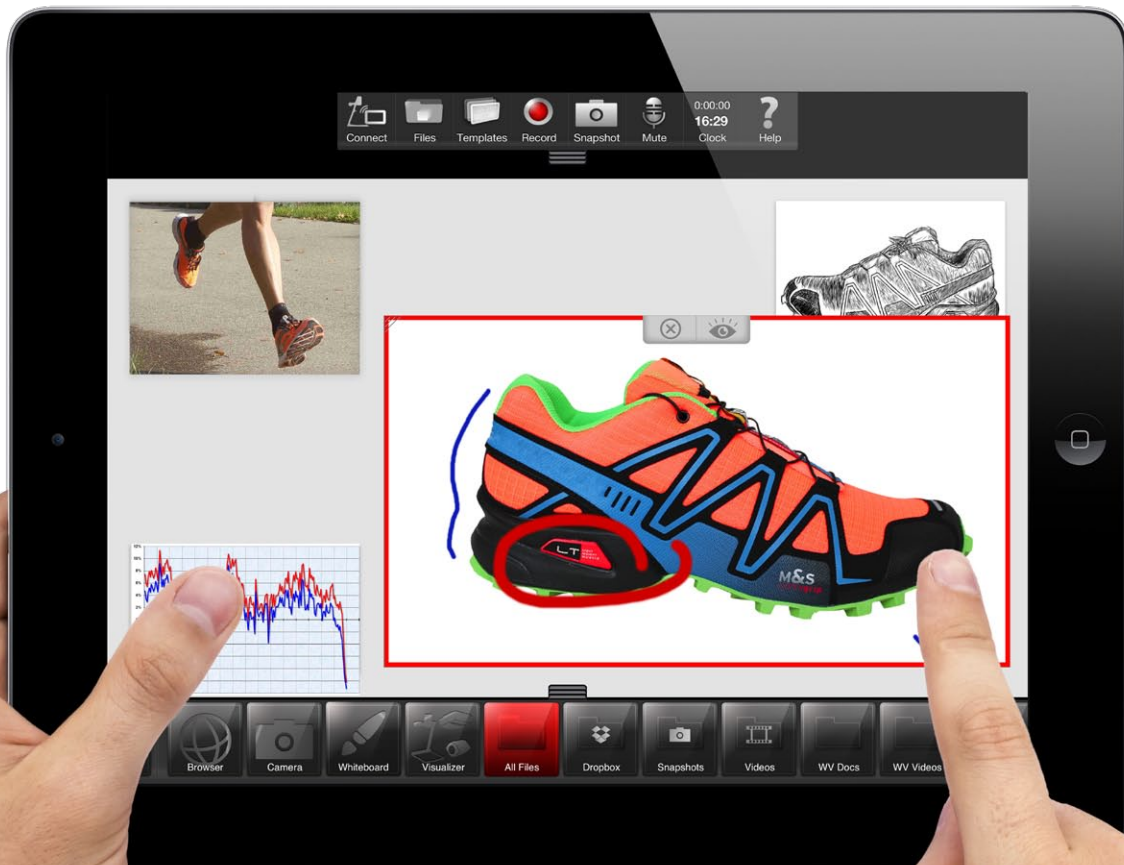 0:00:00
16:29
Connect
Files
Templates
Record
Snapshot
Mute
Clock
?
Help
LT
M&S
Browser
Camera
Whiteboard
Visualizer
All Files
Dropbox
Snapshots
Videos
WV Docs
WV Videos